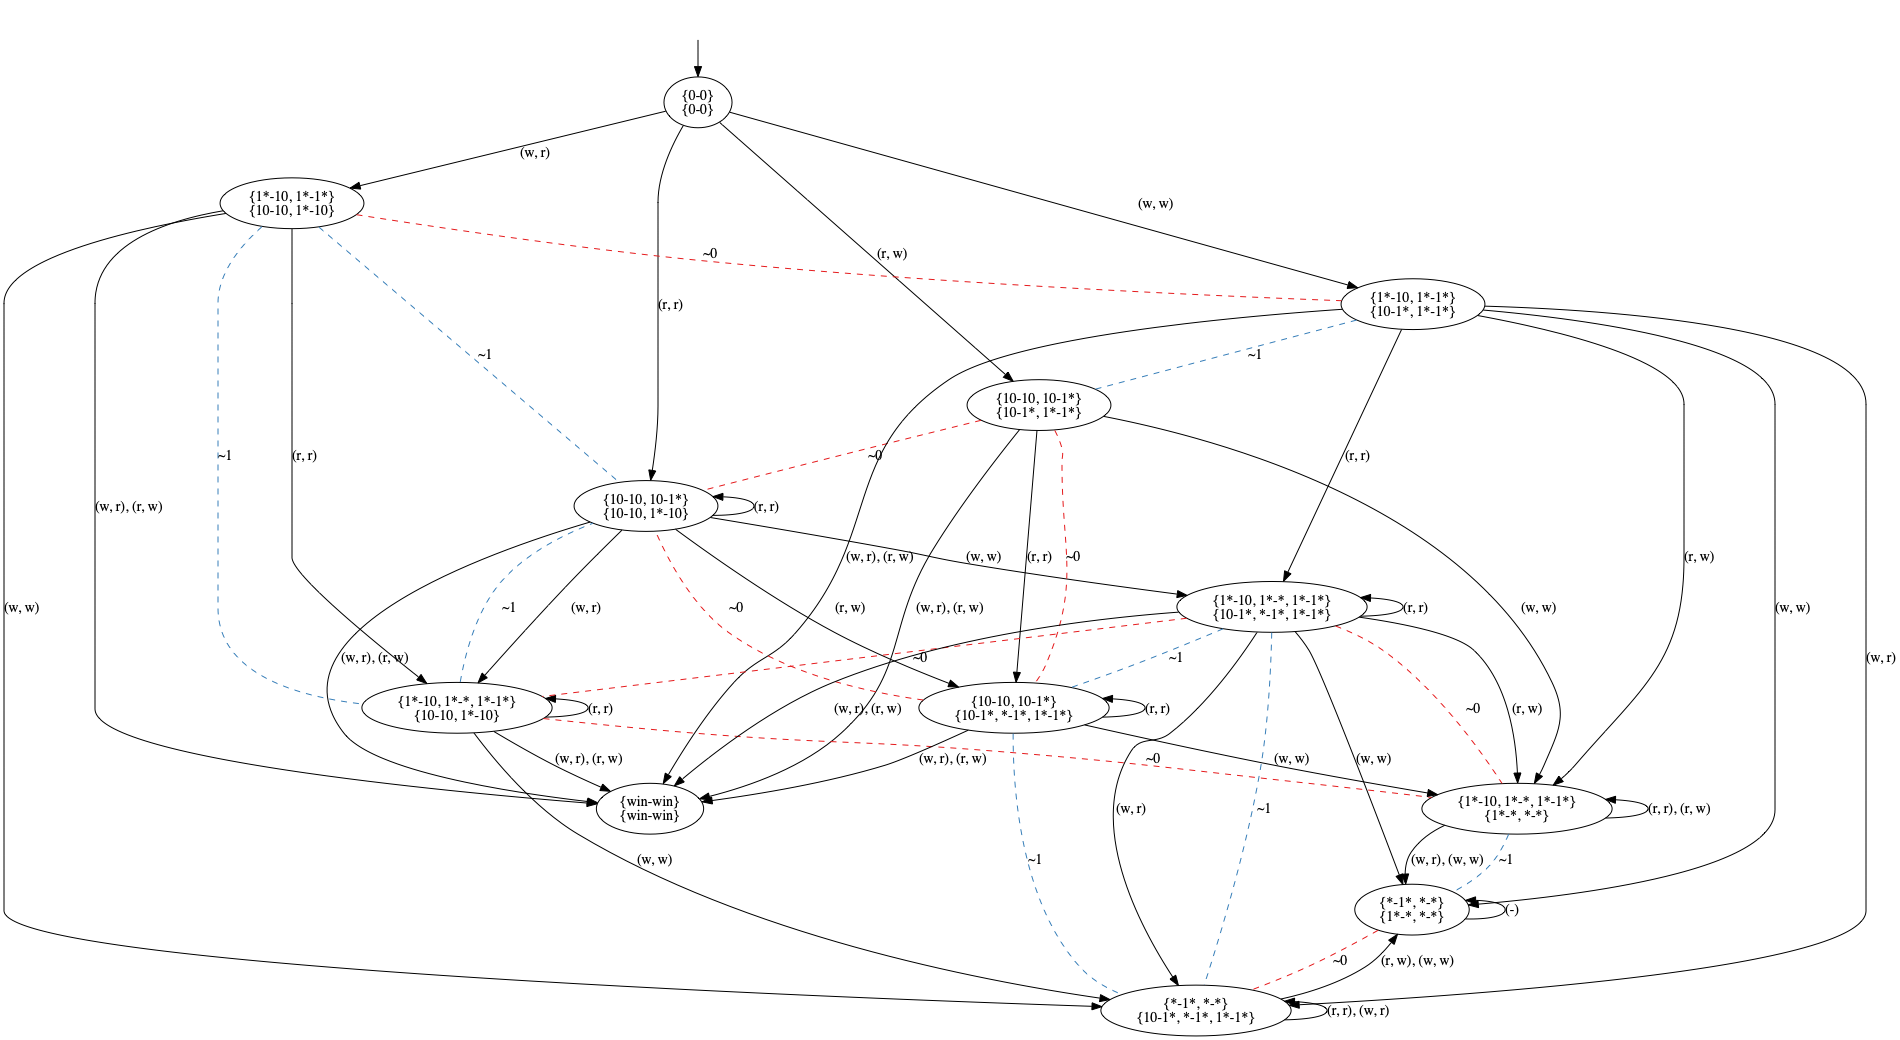 {0-0}
{0-0}
(w, r)
{1*-10, 1*-1*}
{10-10, 1*-10}
(w, w)
~0
(r, w)
(r, r)
{1*-10, 1*-1*}
{10-1*, 1*-1*}
~1
~1
{10-10, 10-1*}
{10-1*, 1*-1*}
~1
(r, r)
~0
(r, r)
(w, r), (r, w)
{10-10, 10-1*}
{10-10, 1*-10}
(r, r)
(w, r), (r, w)
(w, w)
(r, r)
~0
(r, w)
(w, w)
~1
(w, r)
~0
(r, w)
(w, r), (r, w)
(w, w)
(w, w)
{1*-10, 1*-*, 1*-1*}
{10-1*, *-1*, 1*-1*}
(r, r)
(w, r), (r, w)
~0
~1
(w, r)
{1*-10, 1*-*, 1*-1*}
{10-10, 1*-10}
(r, r)
(w, r), (r, w)
{10-10, 10-1*}
{10-1*, *-1*, 1*-1*}
(r, r)
~0
(r, w)
(w, r), (r, w)
(w, r), (r, w)
~0
(w, w)
(w, w)
{win-win}
{win-win}
(w, r)
~1
{1*-10, 1*-*, 1*-1*}
{1*-*, *-*}
(r, r), (r, w)
(w, w)
~1
(w, r), (w, w)
~1
{*-1*, *-*}
{1*-*, *-*}
(-)
~0
(r, w), (w, w)
{*-1*, *-*}
{10-1*, *-1*, 1*-1*}
(r, r), (w, r)